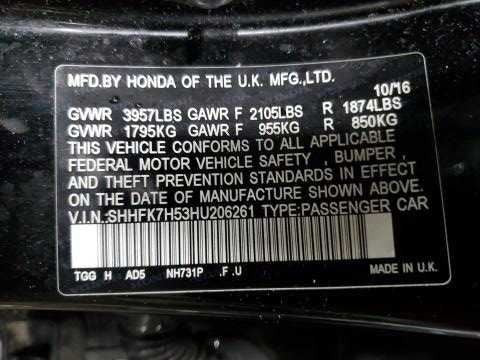 MFD.BY HONDA OF THE U.K. MFG.,LTD.
10/16
GVWR 3957LBS GAWR F 2105LBS R 1874LBS
GVWR 1795KG GAWR F 955KG R 850KG
THIS VEHICLE CONFORMS TO ALL APPLICABLE
FEDERAL MOTOR VEHICLE SAFETY , BUMPER,
AND THEFT PREVENTION STANDARDS IN EFFECT
ON THE DATE OF MANUFACTURE SHOWN ABOVE.
V.I.N:SHHFK7H53HU206261 TYPE:PASSENGER CAR
TGG H AD5 NH731P .F .U MADE IN U.K.